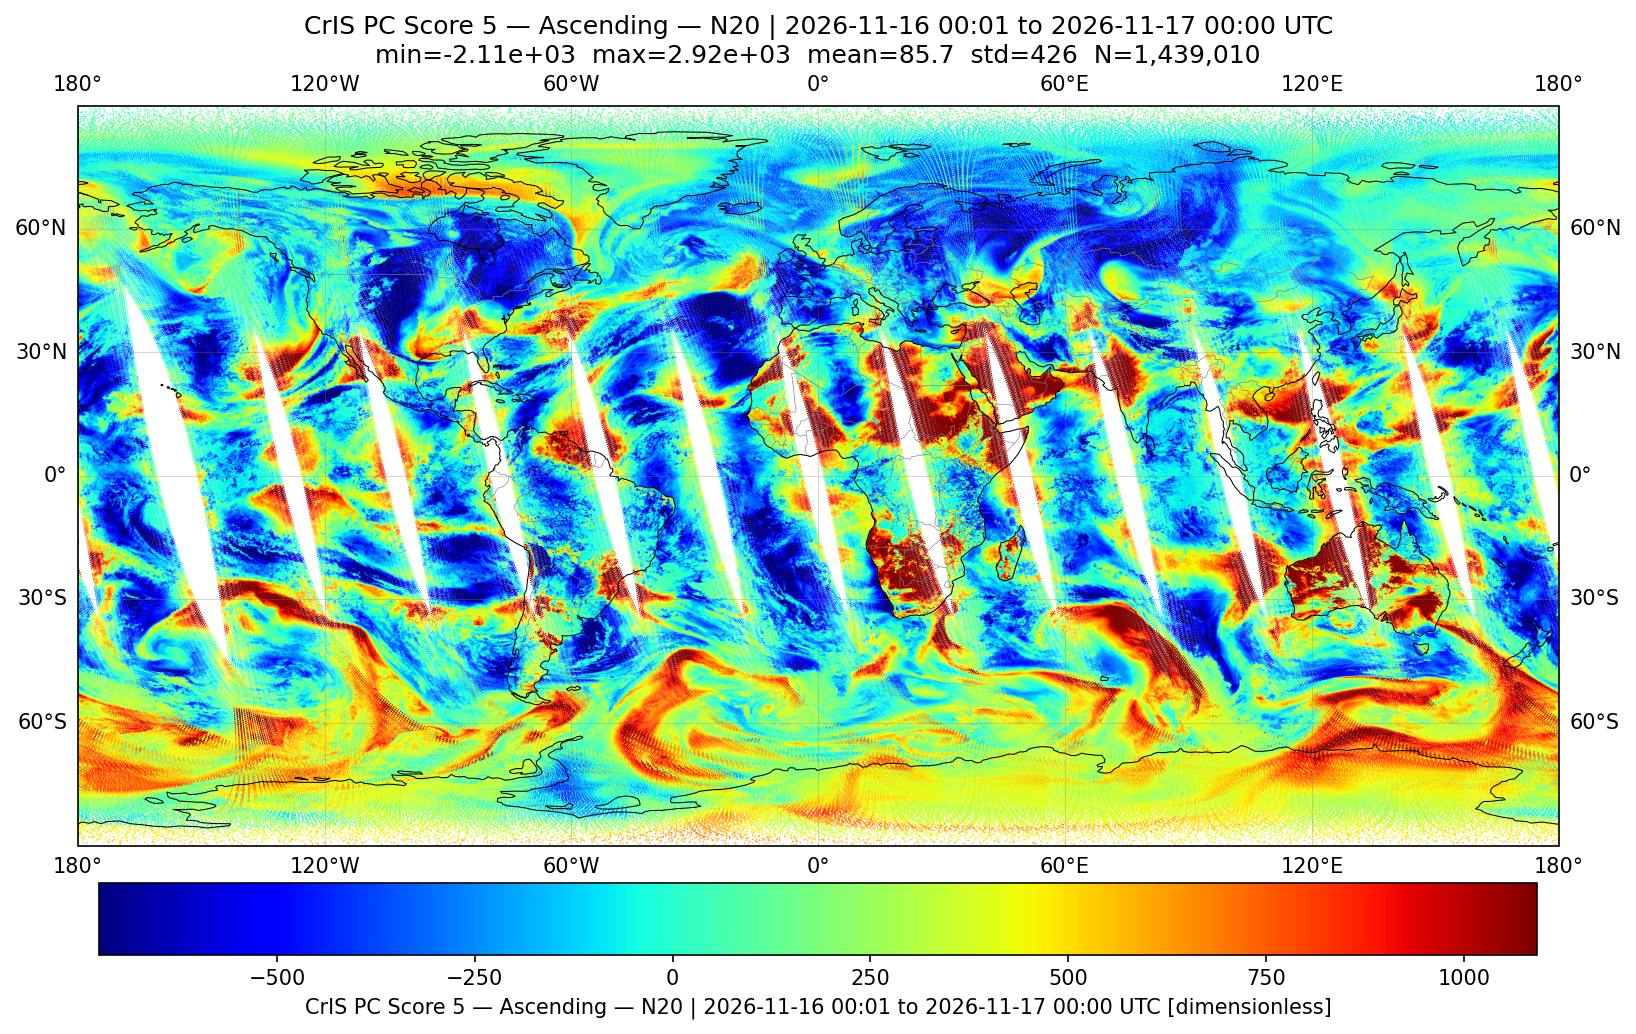 CrIS PC Score 5 — Ascending — N20 | 2026-11-16 00:01 to 2026-11-17 00:00 UTC
min=-2.11e+03 max=2.92e+03 mean=85.7 std=426 N=1,439,010
180° 120°W 60°W 0° 60°E 120°E 180°
60°N 60°N
30°N 30°N
0° 0°
30°S 30°S
60°S 60°S
180° 120°W 60°W 0° 60°E 120°E 180°
−500 −250 0 250 500 750 1000
CrIS PC Score 5 — Ascending — N20 | 2026-11-16 00:01 to 2026-11-17 00:00 UTC [dimensionless]